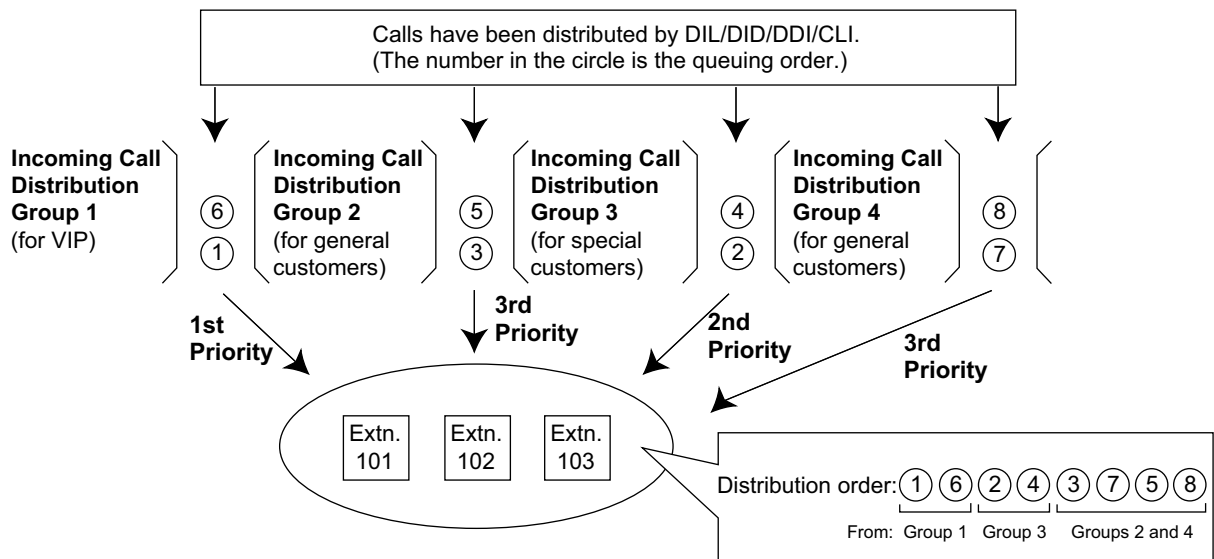 Calls have been distributed by DIL/DID/DDI/CLI.
(The number in the circle is the queuing order.)
Incoming Call
Distribution
Group 1
(for VIP)
6
1
Incoming Call
Distribution
Group 2
(for general
customers)
5
3
Incoming Call
Distribution
Group 3
(for special
customers)
4
2
Incoming Call
Distribution
Group 4
(for general
customers)
8
7
1st
Priority
3rd
Priority
2nd
Priority
3rd
Priority
Extn.
101
Extn.
102
Extn.
103
Distribution order: 1 6 2 4 3 7 5 8
From: Group 1 Group 3 Groups 2 and 4